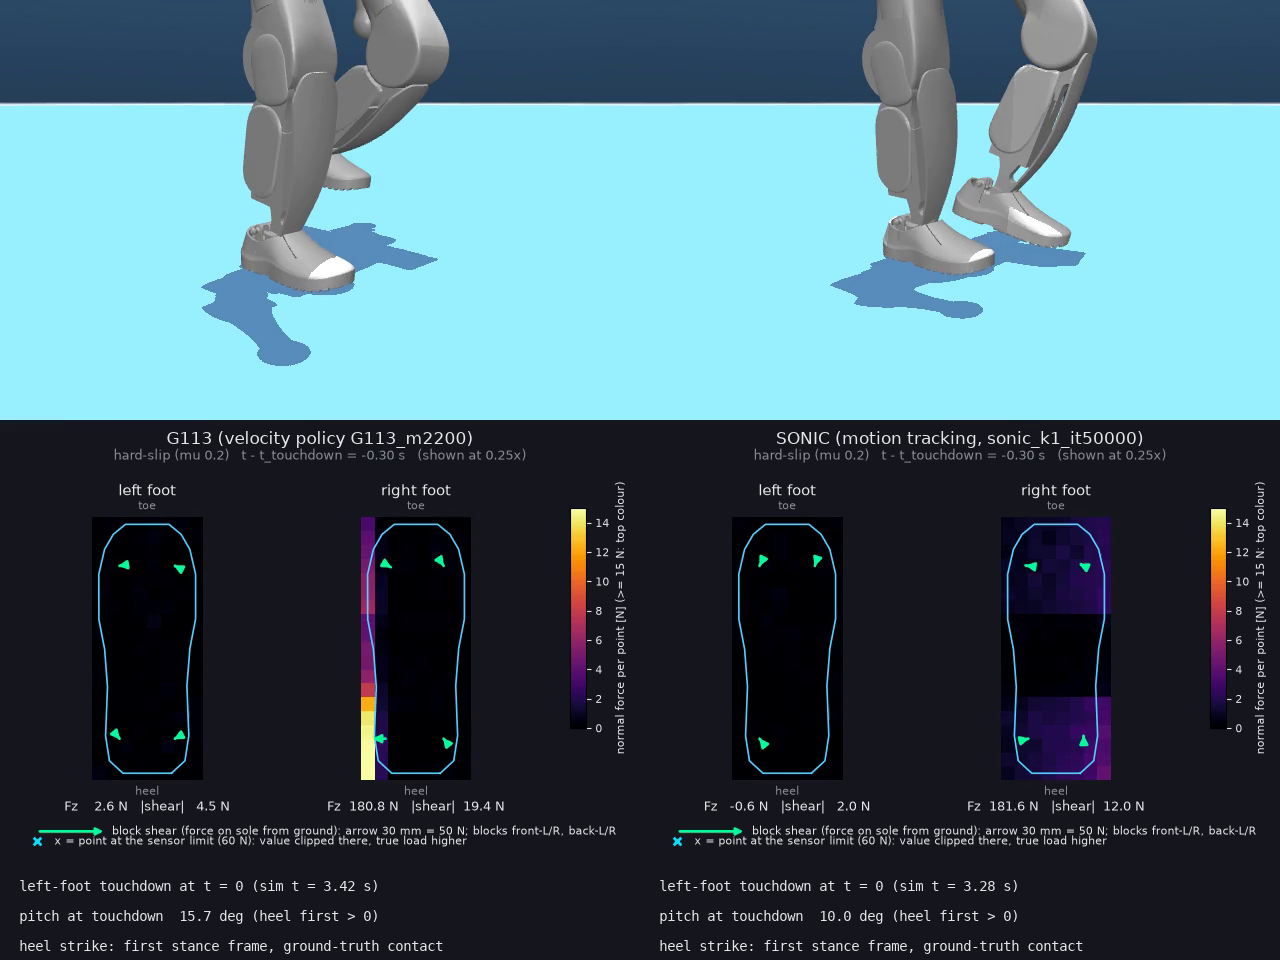 G113 (velocity policy G113_m2200)
hard-slip (mu 0.2)   t - t_touchdown = -0.30 s   (shown at 0.25x)
left foot
right foot
toe
toe
14
12
10
8
6
4
2
0
normal force per point [N] (>= 15 N: top colour)
heel
heel
Fz    2.6 N   |shear|   4.5 N
Fz  180.8 N   |shear|  19.4 N
block shear (force on sole from ground): arrow 30 mm = 50 N; blocks front-L/R, back-L/R
x = point at the sensor limit (60 N): value clipped there, true load higher
left-foot touchdown at t = 0 (sim t = 3.42 s)
pitch at touchdown  15.7 deg (heel first > 0)
heel strike: first stance frame, ground-truth contact
SONIC (motion tracking, sonic_k1_it50000)
hard-slip (mu 0.2)   t - t_touchdown = -0.30 s   (shown at 0.25x)
left foot
right foot
toe
toe
14
12
10
8
6
4
2
0
normal force per point [N] (>= 15 N: top colour)
heel
heel
Fz   -0.6 N   |shear|   2.0 N
Fz  181.6 N   |shear|  12.0 N
block shear (force on sole from ground): arrow 30 mm = 50 N; blocks front-L/R, back-L/R
x = point at the sensor limit (60 N): value clipped there, true load higher
left-foot touchdown at t = 0 (sim t = 3.28 s)
pitch at touchdown  10.0 deg (heel first > 0)
heel strike: first stance frame, ground-truth contact